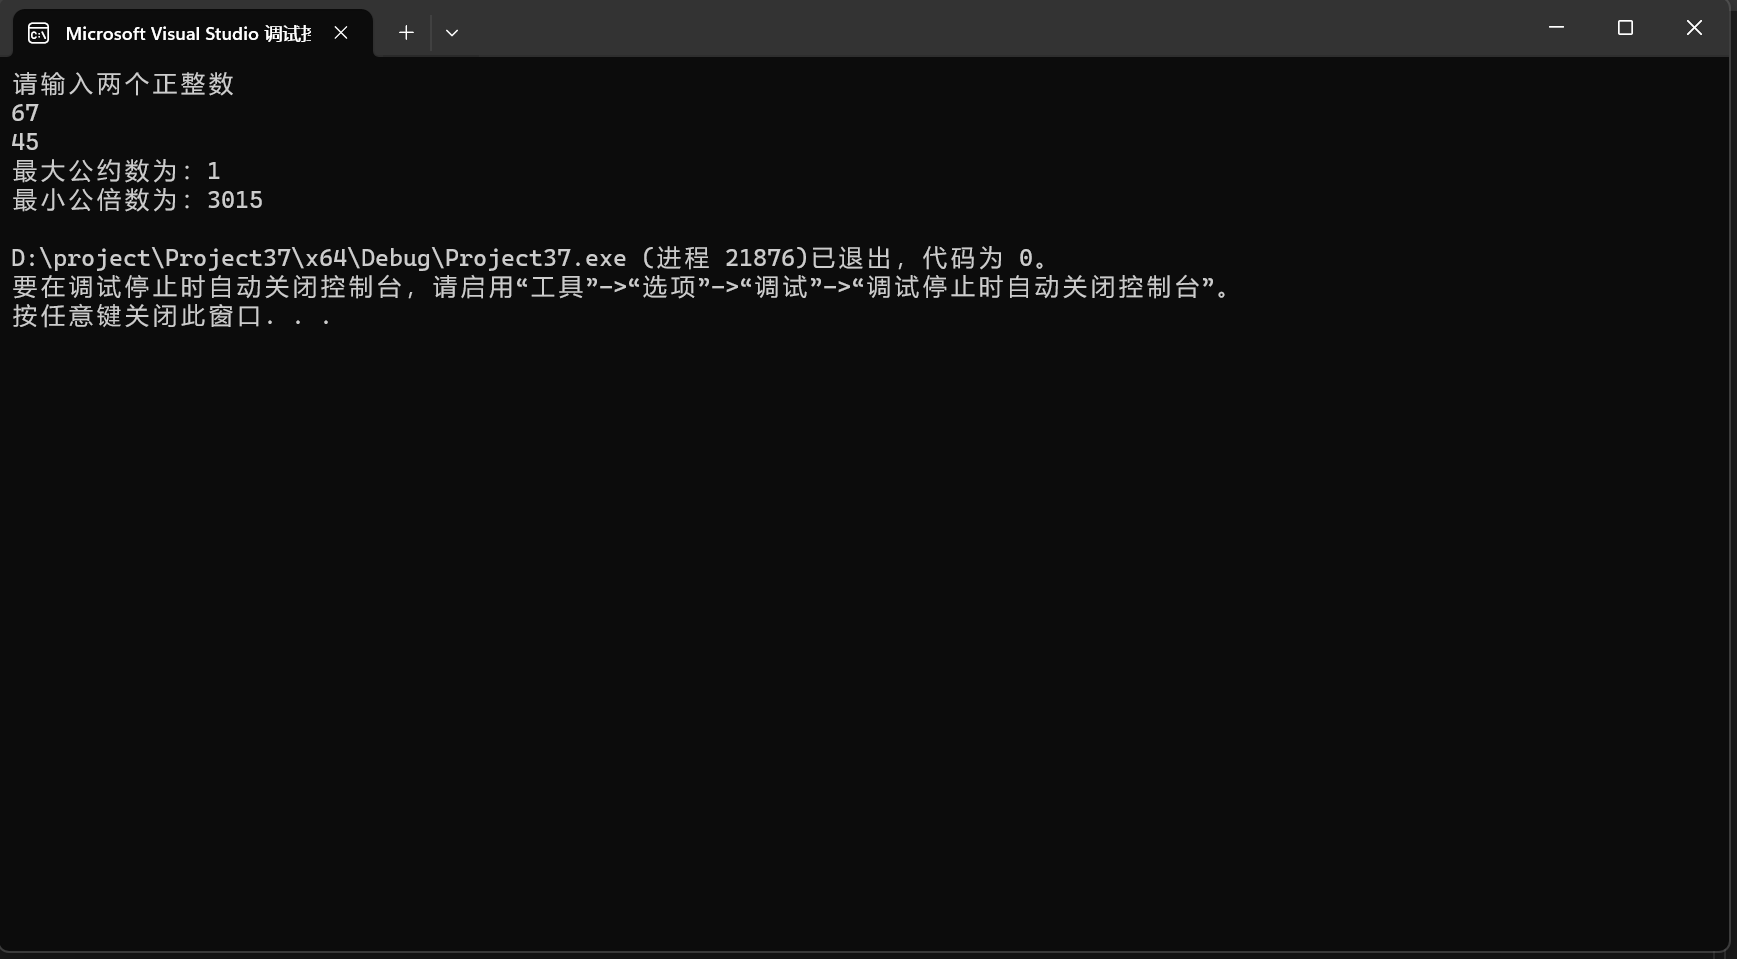 Microsoft Visual Studio 调试
请输入两个正整数
67
45
最大公约数为：1
最小公倍数为：3015
D:\project\Project37\x64\Debug\Project37.exe (进程 21876)已退出，代码为 0。
要在调试停止时自动关闭控制台，请启用“工具”->“选项”->“调试”->“调试停止时自动关闭控制台”。
按任意键关闭此窗口. . .